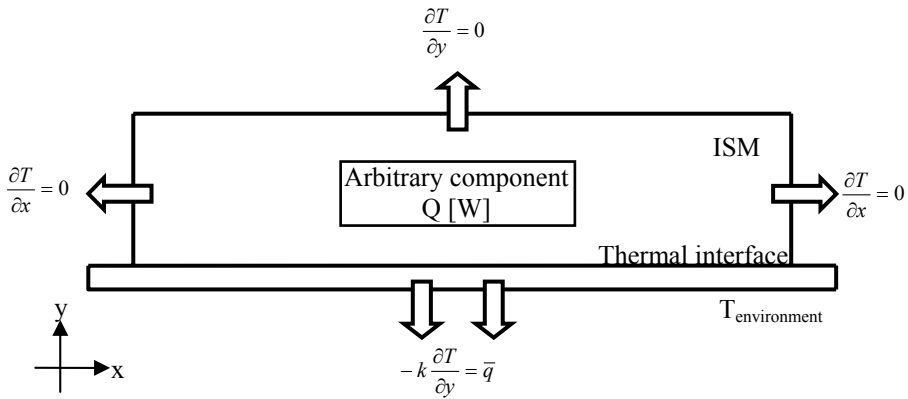 ∂T/∂y = 0
ISM
∂T/∂x = 0
Arbitrary component
Q [W]
∂T/∂x = 0
Thermal interface
T_environment
y
x
−k ∂T/∂y = q̅